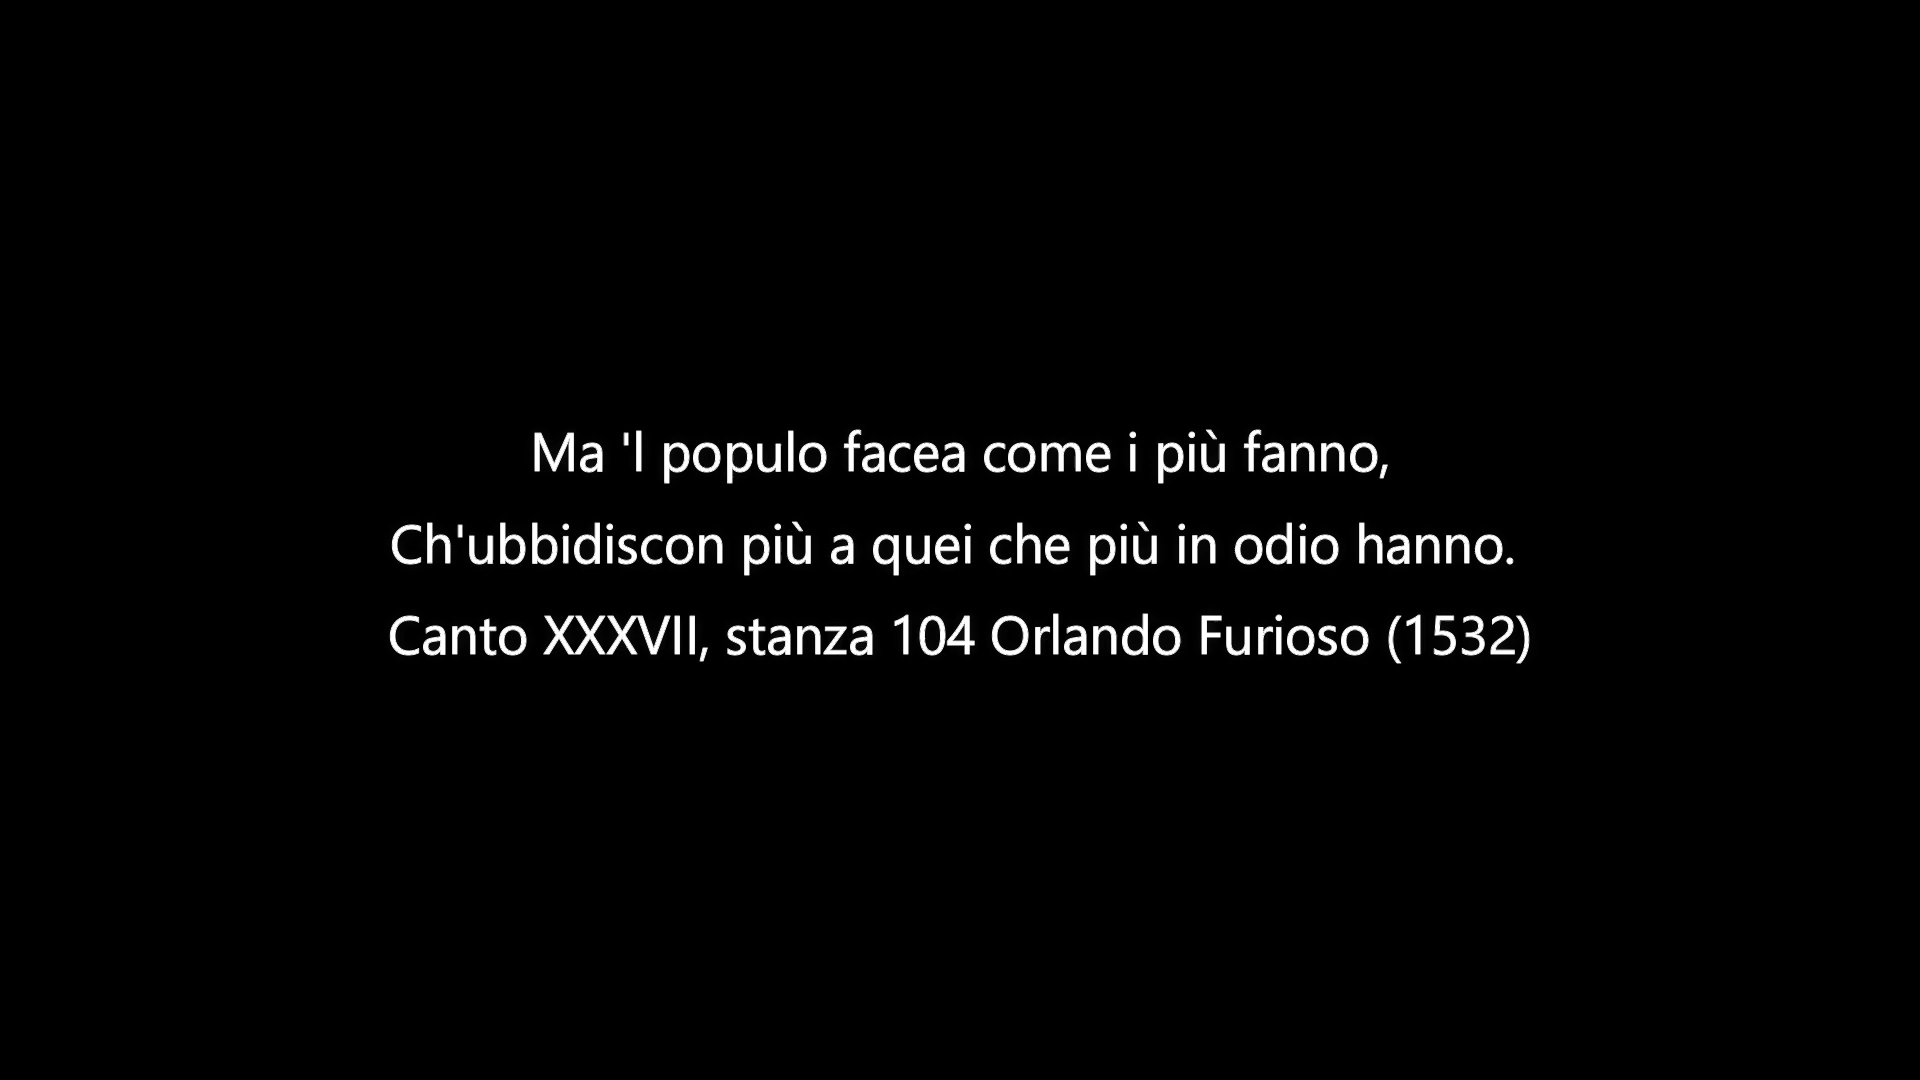 Ma 'l populo facea come i più fanno,
Ch'ubbidiscon più a quei che più in odio hanno.
Canto XXXVII, stanza 104 Orlando Furioso (1532)